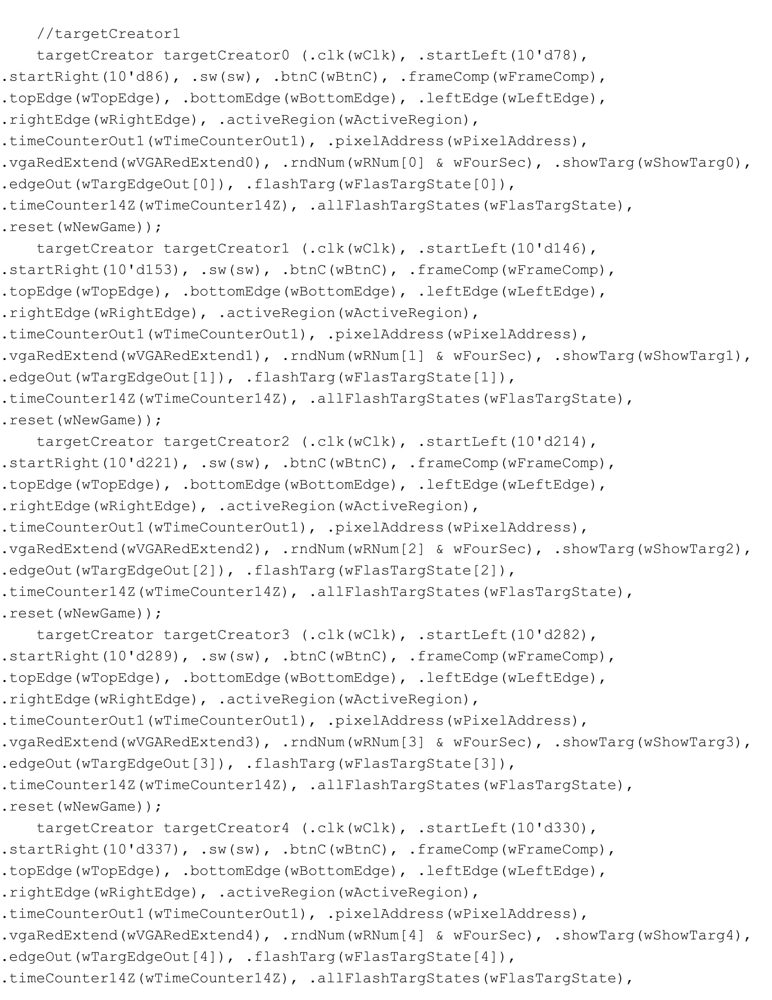 //targetCreator1
targetCreator targetCreator0 (.clk(wClk), .startLeft(10'd78),
.startRight(10'd86), .sw(sw), .btnC(wBtnC), .frameComp(wFrameComp),
.topEdge(wTopEdge), .bottomEdge(wBottomEdge), .leftEdge(wLeftEdge),
.rightEdge(wRightEdge), .activeRegion(wActiveRegion),
.timeCounterOut1(wTimeCounterOut1), .pixelAddress(wPixelAddress),
.vgaRedExtend(wVGARedExtend0), .rndNum(wRNum[0] & wFourSec), .showTarg(wShowTarg0),
.edgeOut(wTargEdgeOut[0]), .flashTarg(wFlasTargState[0]),
.timeCounter14Z(wTimeCounter14Z), .allFlashTargStates(wFlasTargState),
.reset(wNewGame));
targetCreator targetCreator1 (.clk(wClk), .startLeft(10'd146),
.startRight(10'd153), .sw(sw), .btnC(wBtnC), .frameComp(wFrameComp),
.topEdge(wTopEdge), .bottomEdge(wBottomEdge), .leftEdge(wLeftEdge),
.rightEdge(wRightEdge), .activeRegion(wActiveRegion),
.timeCounterOut1(wTimeCounterOut1), .pixelAddress(wPixelAddress),
.vgaRedExtend(wVGARedExtend1), .rndNum(wRNum[1] & wFourSec), .showTarg(wShowTarg1),
.edgeOut(wTargEdgeOut[1]), .flashTarg(wFlasTargState[1]),
.timeCounter14Z(wTimeCounter14Z), .allFlashTargStates(wFlasTargState),
.reset(wNewGame));
targetCreator targetCreator2 (.clk(wClk), .startLeft(10'd214),
.startRight(10'd221), .sw(sw), .btnC(wBtnC), .frameComp(wFrameComp),
.topEdge(wTopEdge), .bottomEdge(wBottomEdge), .leftEdge(wLeftEdge),
.rightEdge(wRightEdge), .activeRegion(wActiveRegion),
.timeCounterOut1(wTimeCounterOut1), .pixelAddress(wPixelAddress),
.vgaRedExtend(wVGARedExtend2), .rndNum(wRNum[2] & wFourSec), .showTarg(wShowTarg2),
.edgeOut(wTargEdgeOut[2]), .flashTarg(wFlasTargState[2]),
.timeCounter14Z(wTimeCounter14Z), .allFlashTargStates(wFlasTargState),
.reset(wNewGame));
targetCreator targetCreator3 (.clk(wClk), .startLeft(10'd282),
.startRight(10'd289), .sw(sw), .btnC(wBtnC), .frameComp(wFrameComp),
.topEdge(wTopEdge), .bottomEdge(wBottomEdge), .leftEdge(wLeftEdge),
.rightEdge(wRightEdge), .activeRegion(wActiveRegion),
.timeCounterOut1(wTimeCounterOut1), .pixelAddress(wPixelAddress),
.vgaRedExtend(wVGARedExtend3), .rndNum(wRNum[3] & wFourSec), .showTarg(wShowTarg3),
.edgeOut(wTargEdgeOut[3]), .flashTarg(wFlasTargState[3]),
.timeCounter14Z(wTimeCounter14Z), .allFlashTargStates(wFlasTargState),
.reset(wNewGame));
targetCreator targetCreator4 (.clk(wClk), .startLeft(10'd330),
.startRight(10'd337), .sw(sw), .btnC(wBtnC), .frameComp(wFrameComp),
.topEdge(wTopEdge), .bottomEdge(wBottomEdge), .leftEdge(wLeftEdge),
.rightEdge(wRightEdge), .activeRegion(wActiveRegion),
.timeCounterOut1(wTimeCounterOut1), .pixelAddress(wPixelAddress),
.vgaRedExtend(wVGARedExtend4), .rndNum(wRNum[4] & wFourSec), .showTarg(wShowTarg4),
.edgeOut(wTargEdgeOut[4]), .flashTarg(wFlasTargState[4]),
.timeCounter14Z(wTimeCounter14Z), .allFlashTargStates(wFlasTargState),